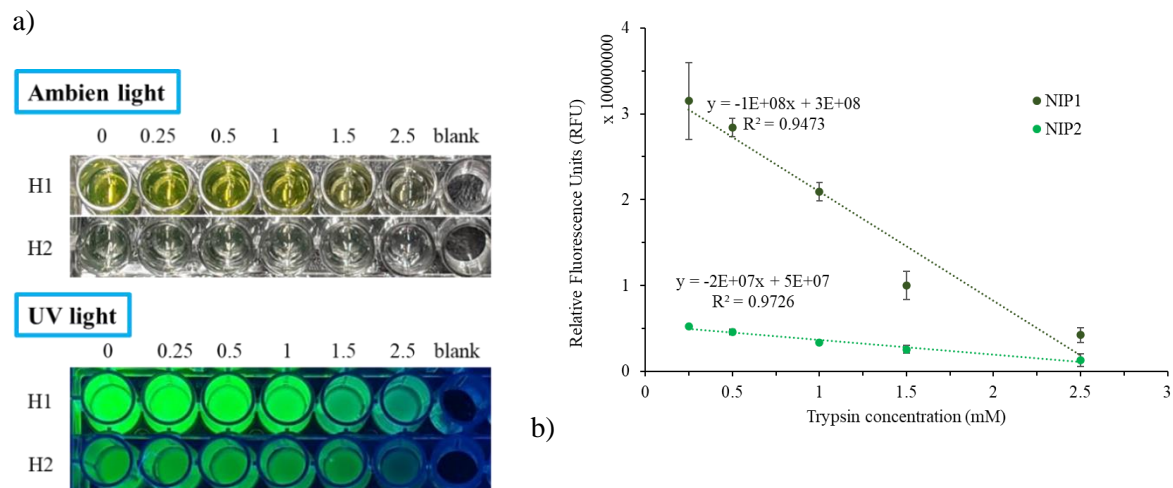 a)
Ambien light
0 0.25 0.5 1 1.5 2.5 blank
H1
H2
UV light
0 0.25 0.5 1 1.5 2.5 blank
H1
H2
b)
Relative Fluorescence Units (RFU)
x 100000000
4
3
2
1
0
y = -1E+08x + 3E+08
R² = 0.9473
y = -2E+07x + 5E+07
R² = 0.9726
NIP1
NIP2
0 0.5 1 1.5 2 2.5 3
Trypsin concentration (mM)